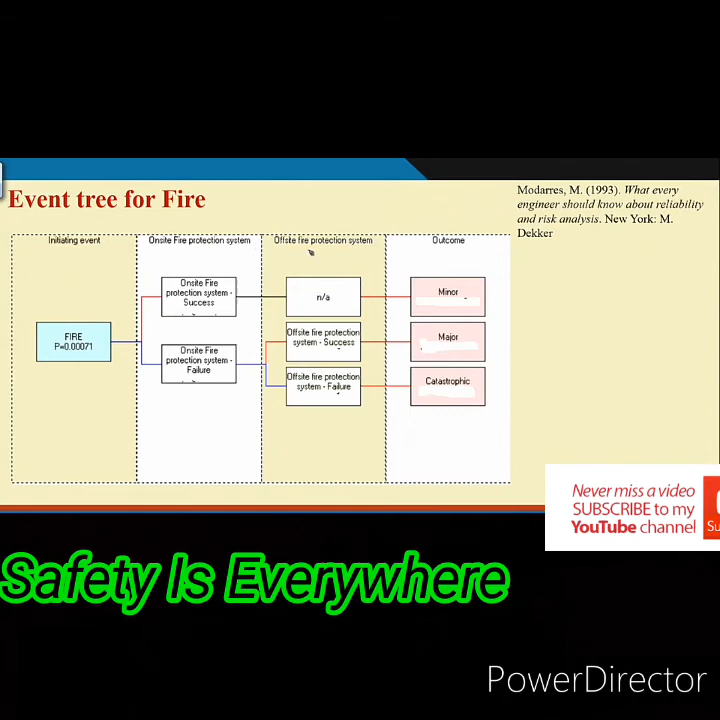 Event tree for Fire
Modarres, M. (1993). What every
engineer should know about reliability
and risk analysis. New York: M.
Dekker
Initiating event
Onsite Fire protection system
Offsite fire protection system
Outcome
FIRE
P=0.00071
Onsite Fire
protection system -
Success
n/a
Minor
Onsite Fire
protection system -
Failure
Offsite fire protection
system - Success
Major
Offsite fire protection
system - Failure
Catastrophic
Never miss a video
SUBSCRIBE to my
YouTube channel
Su
Safety Is Everywhere
PowerDirector